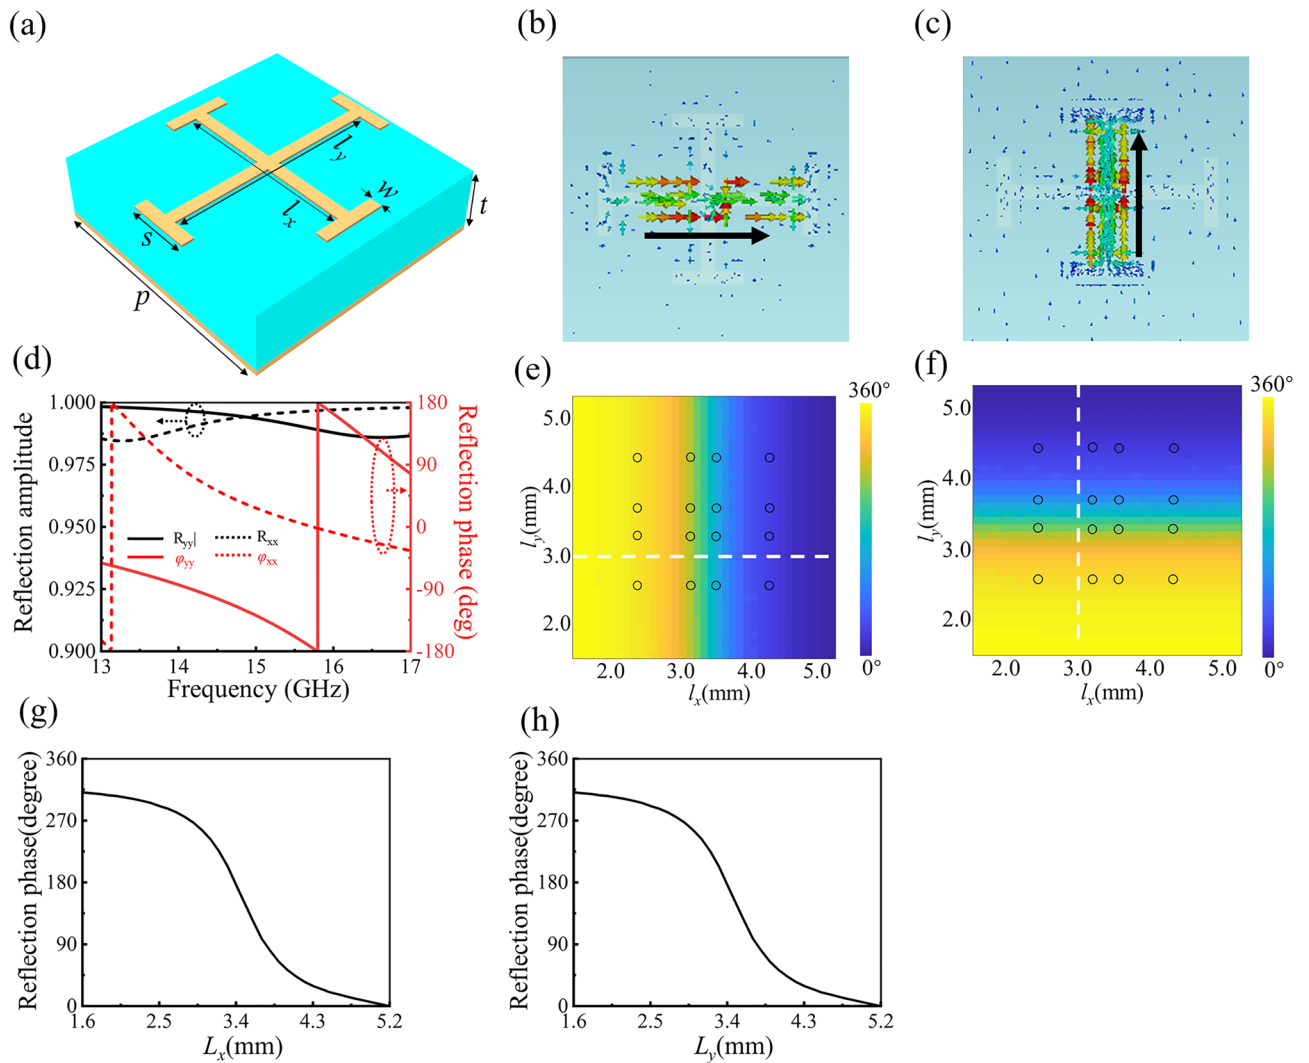 (a)
l_y
l_x
w
s
t
p
(b)
(c)
(d)
Reflection amplitude
1.000
0.975
0.950
0.925
0.900
R_yy|
R_xx
φ_yy
φ_xx
180
90
0
-90
-180
Reflection phase (deg)
13 14 15 16 17
Frequency (GHz)
(e)
l_y(mm)
5.0
4.0
3.0
2.0
2.0 3.0 4.0 5.0
l_x(mm)
360°
0°
(f)
l_y(mm)
5.0
4.0
3.0
2.0
2.0 3.0 4.0 5.0
l_x(mm)
360°
0°
(g)
Reflection phase(degree)
360
270
180
90
0
1.6 2.5 3.4 4.3 5.2
L_x(mm)
(h)
Reflection phase(degree)
360
270
180
90
0
1.6 2.5 3.4 4.3 5.2
L_y(mm)